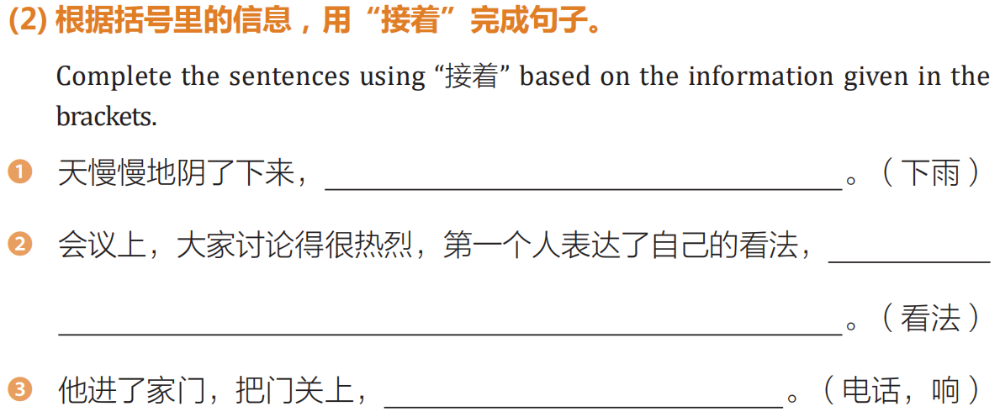 (2) 根据括号里的信息，用“接着”完成句子。
Complete the sentences using “接着” based on the information given in the
brackets.
1 天慢慢地阴了下来，____________________。（下雨）
2 会议上，大家讨论得很热烈，第一个人表达了自己的看法，________
____________________。（看法）
3 他进了家门，把门关上，____________________。（电话，响）